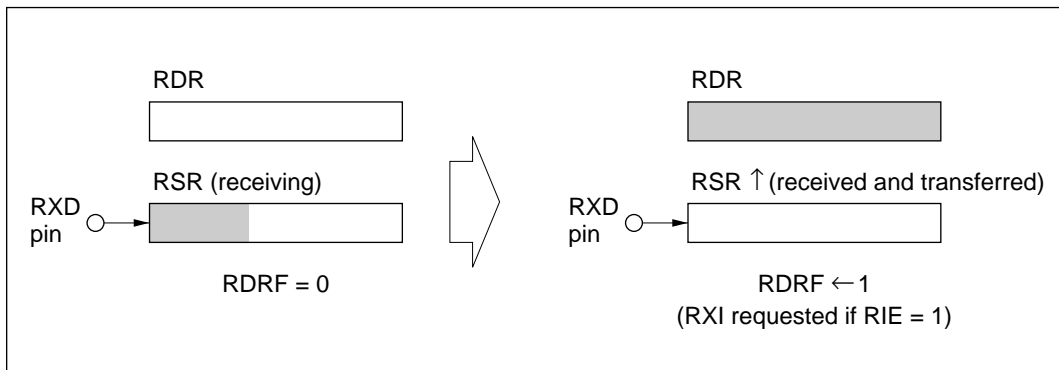 RDR
RSR (receiving)
RXD
pin
RDRF = 0
RDR
RSR ↑ (received and transferred)
RXD
pin
RDRF ← 1
(RXI requested if RIE = 1)